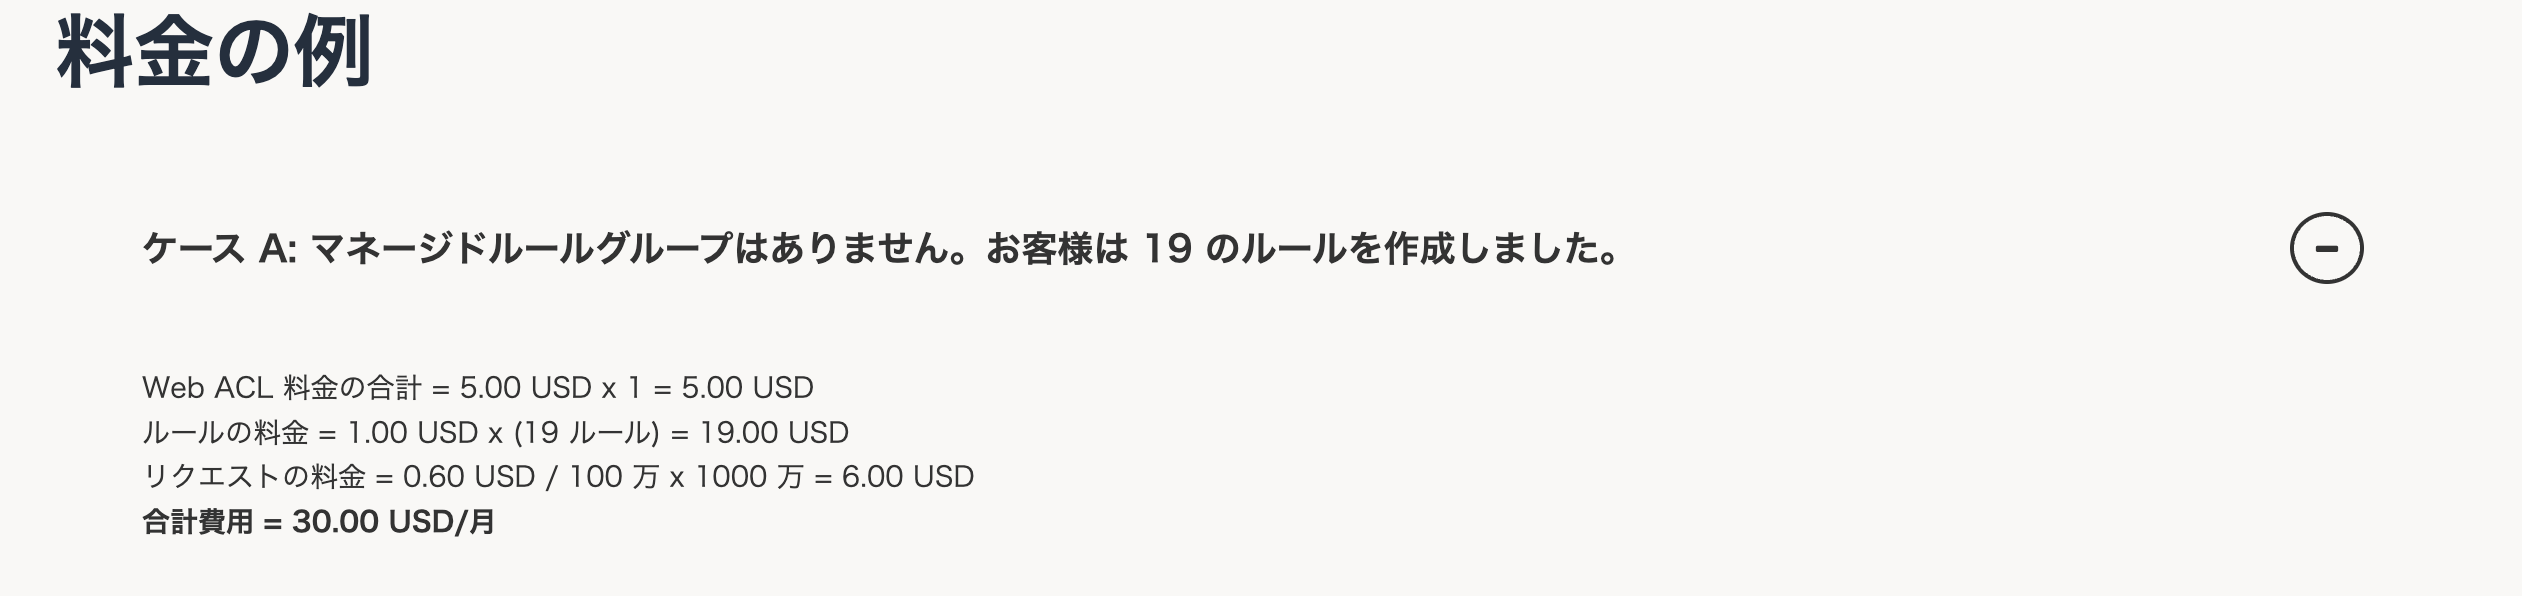 料金の例
ケース A: マネージドルールグループはありません。お客様は 19 のルールを作成しました。
Web ACL 料金の合計 = 5.00 USD x 1 = 5.00 USD
ルールの料金 = 1.00 USD x (19 ルール) = 19.00 USD
リクエストの料金 = 0.60 USD / 100 万 x 1000 万 = 6.00 USD
合計費用 = 30.00 USD/月